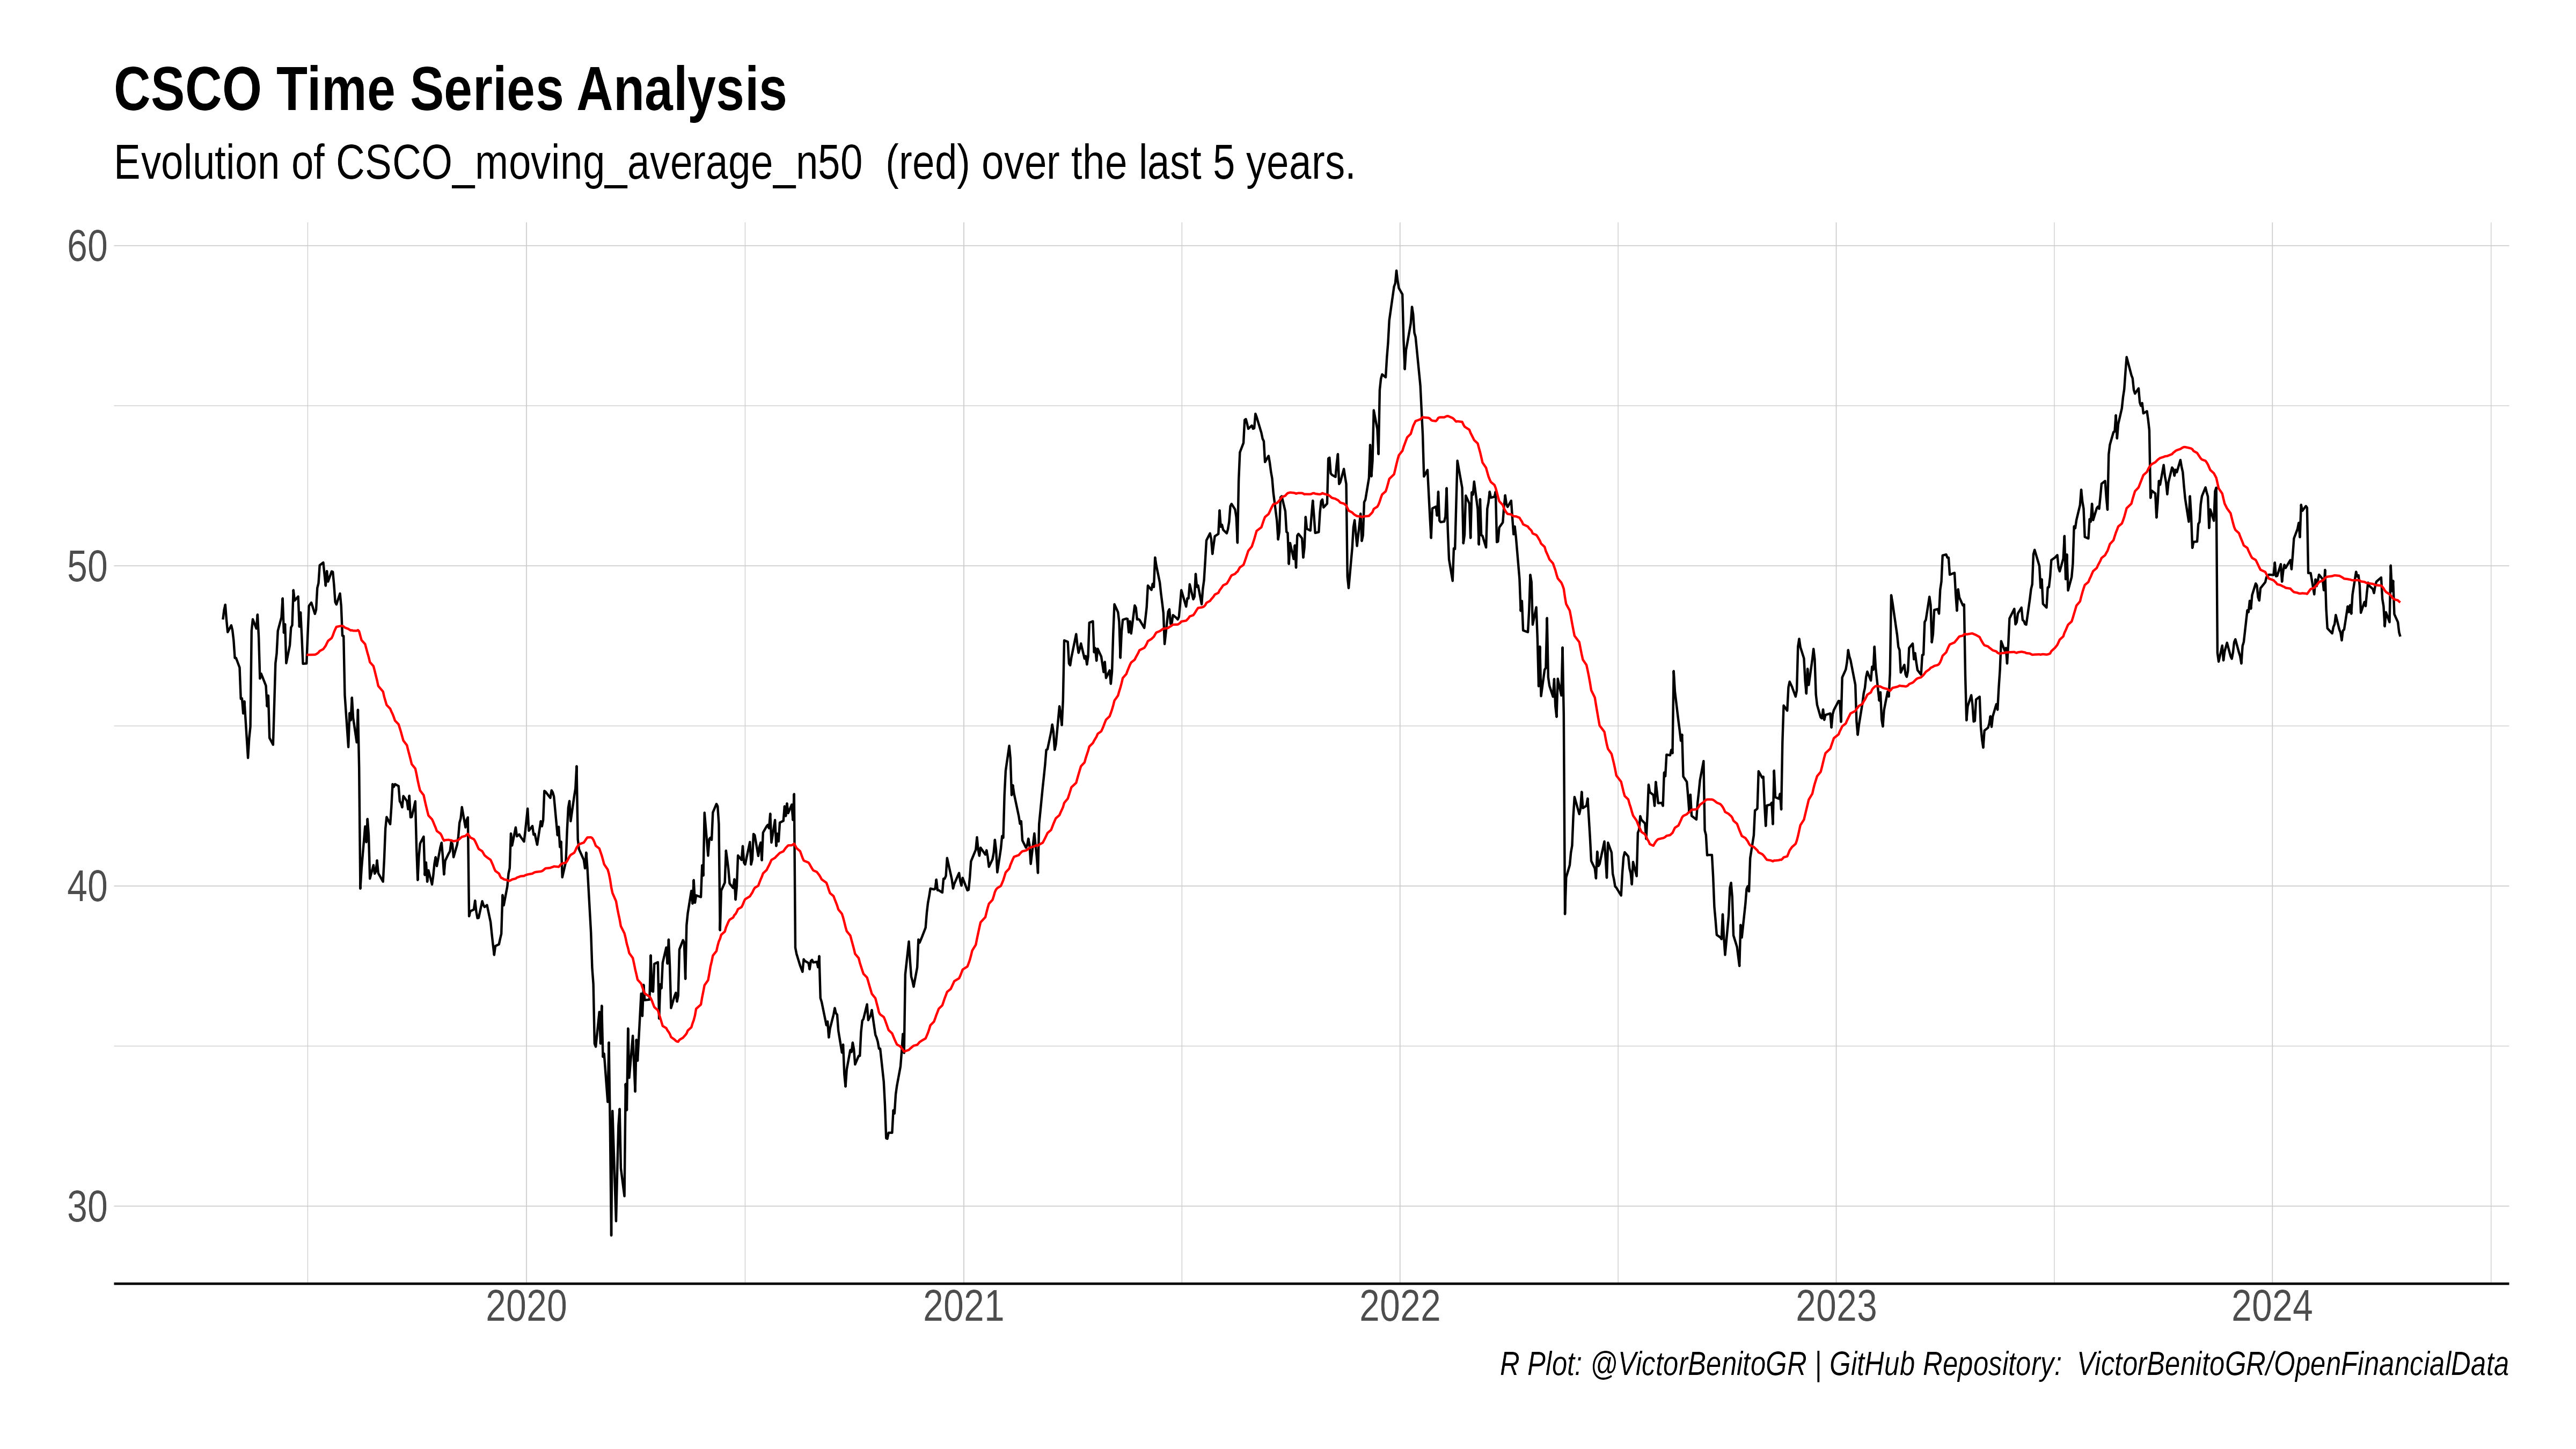 CSCO Time Series Analysis
Evolution of CSCO_moving_average_n50  (red) over the last 5 years.
60
50
40
30
2020 2021 2022 2023 2024
R Plot: @VictorBenitoGR | GitHub Repository:  VictorBenitoGR/OpenFinancialData